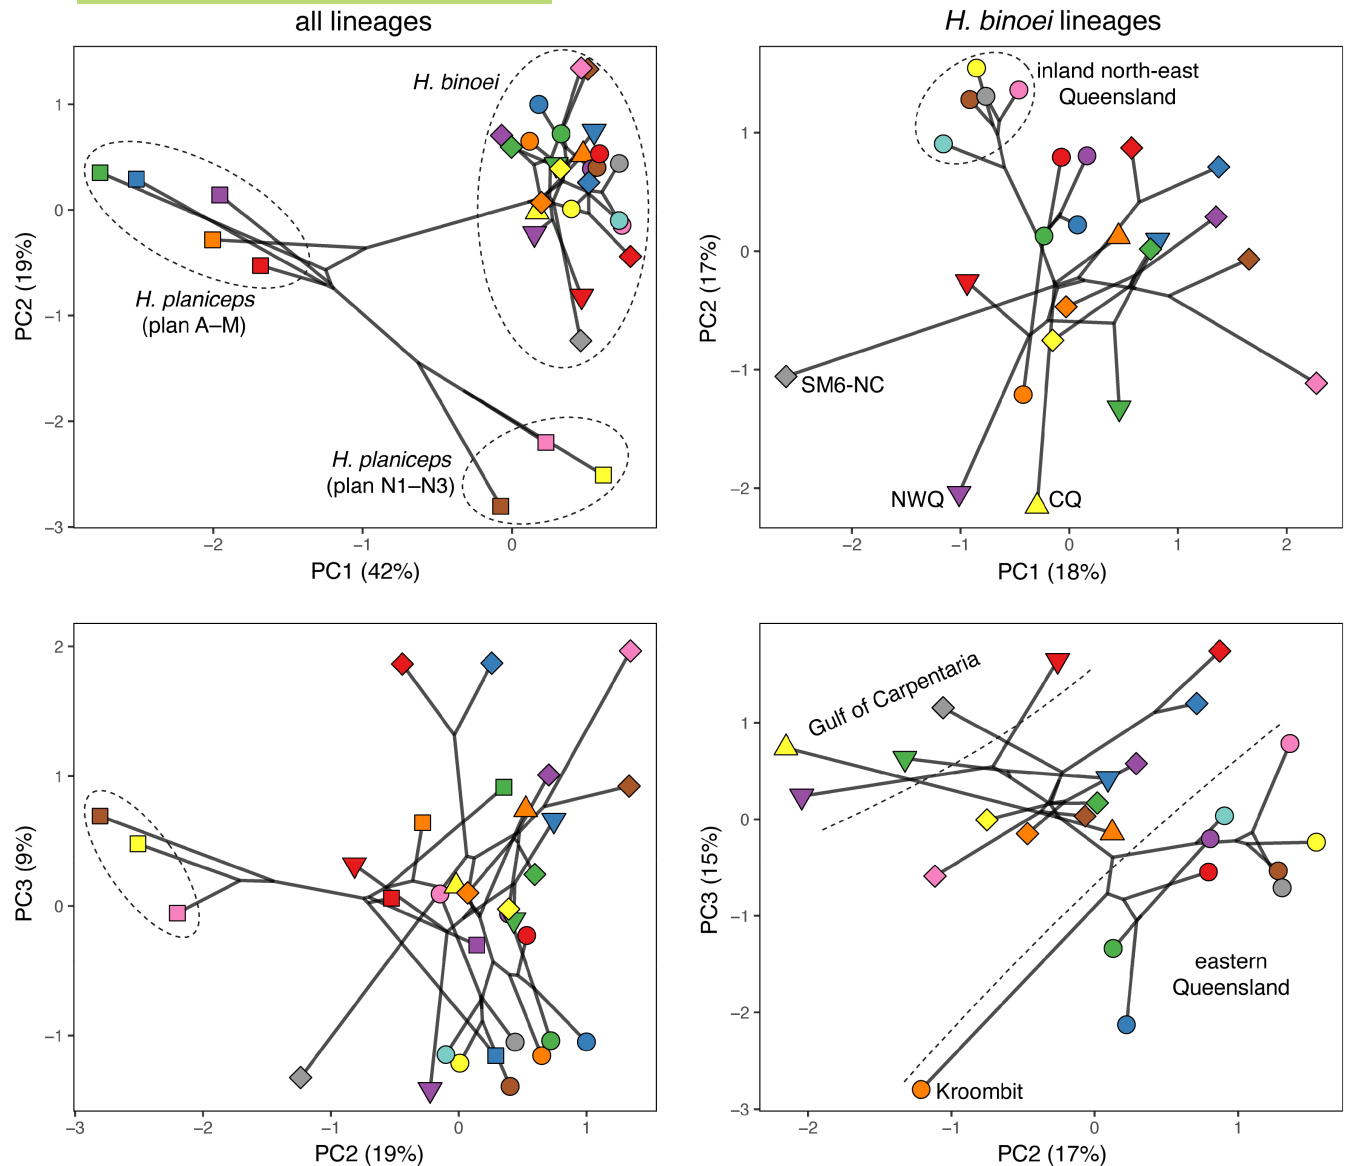 all lineages
H. binoei lineages
H. binoei
H. planiceps
(plan A–M)
H. planiceps
(plan N1–N3)
1
0
−1
−2
−3
−2
−1
0
PC2 (19%)
PC1 (42%)
inland north-east
Queensland
SM6-NC
NWQ
CQ
1
0
−1
−2
−2
−1
0
1
2
PC2 (17%)
PC1 (18%)
2
1
0
−1
−3
−2
−1
0
1
PC3 (9%)
PC2 (19%)
Gulf of Carpentaria
eastern
Queensland
Kroombit
1
0
−1
−2
−3
−2
−1
0
1
PC3 (15%)
PC2 (17%)